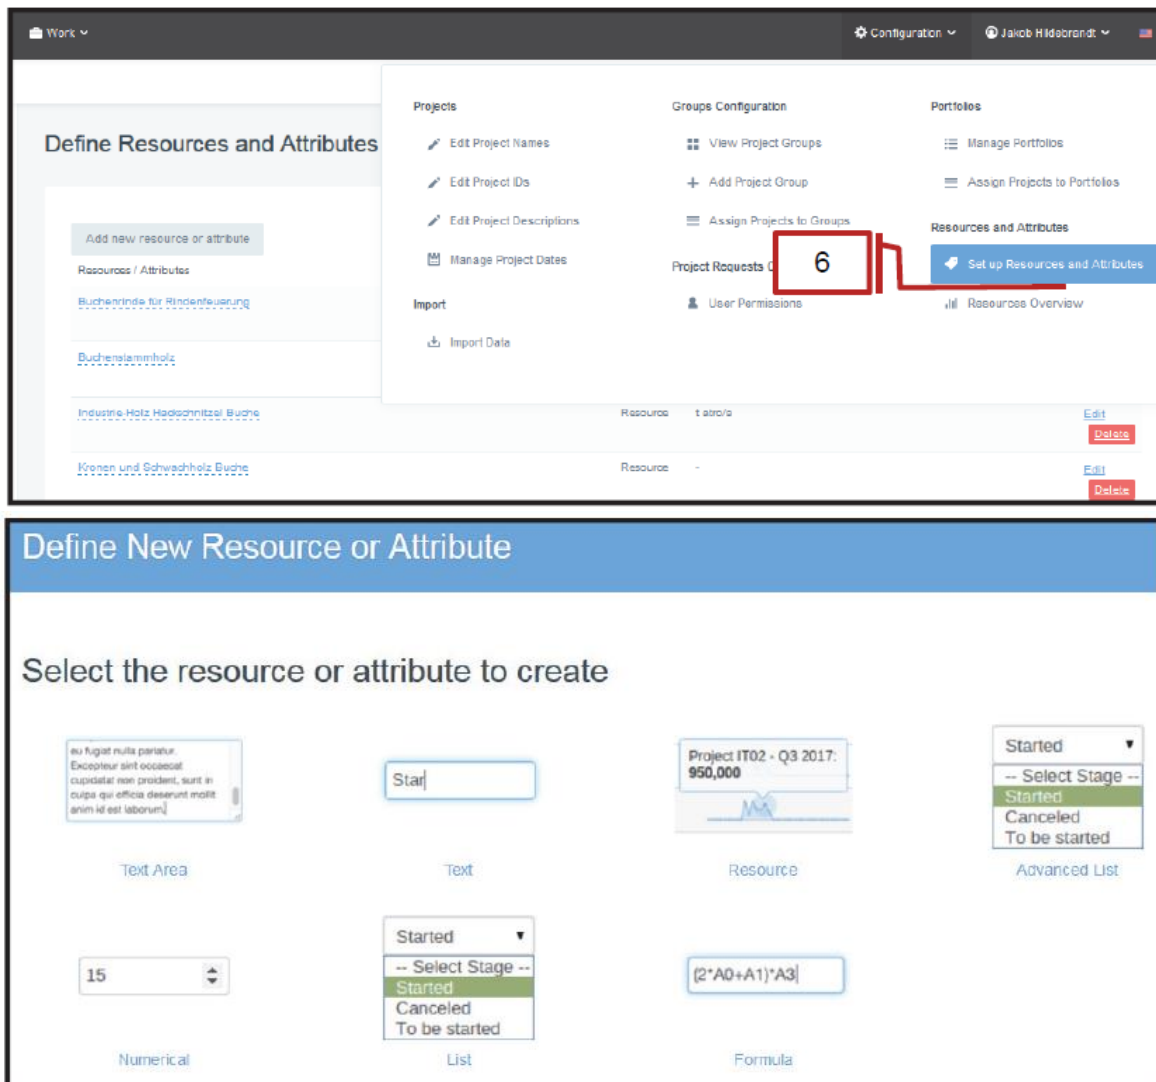 Work
Configuration
Jakob Hildebrandt
Define Resources and Attributes
Projects
Edit Project Names
Edit Project IDs
Edit Project Descriptions
Manage Project Dates
Import
Import Data
Groups Configuration
View Project Groups
Add Project Group
Assign Projects to Groups
Project Requests
User Permissions
6
Portfolios
Manage Portfolios
Assign Projects to Portfolios
Resources and Attributes
Set up Resources and Attributes
Resources Overview
Add new resource or attribute
Resources / Attributes
Buchenrinde für Rindenfeuerung
Buchenstammholz
Industrie-Holz Hackschnitzel Buche
Resource
t atro/a
Edit
Delete
Kronen und Schwachholz Buche
Resource
-
Edit
Delete
Define New Resource or Attribute
Select the resource or attribute to create
eu fugiat nulla pariatur.
Excepteur sint occaecat
cupidatat non proident, sunt in
culpa qui officia deserunt mollit
anim id est laborum.
Text Area
Star
Text
Project IT02 - Q3 2017:
950,000
Resource
Started
-- Select Stage --
Started
Canceled
To be started
Advanced List
15
Numerical
Started
-- Select Stage --
Started
Canceled
To be started
List
(2*A0+A1)*A3
Formula